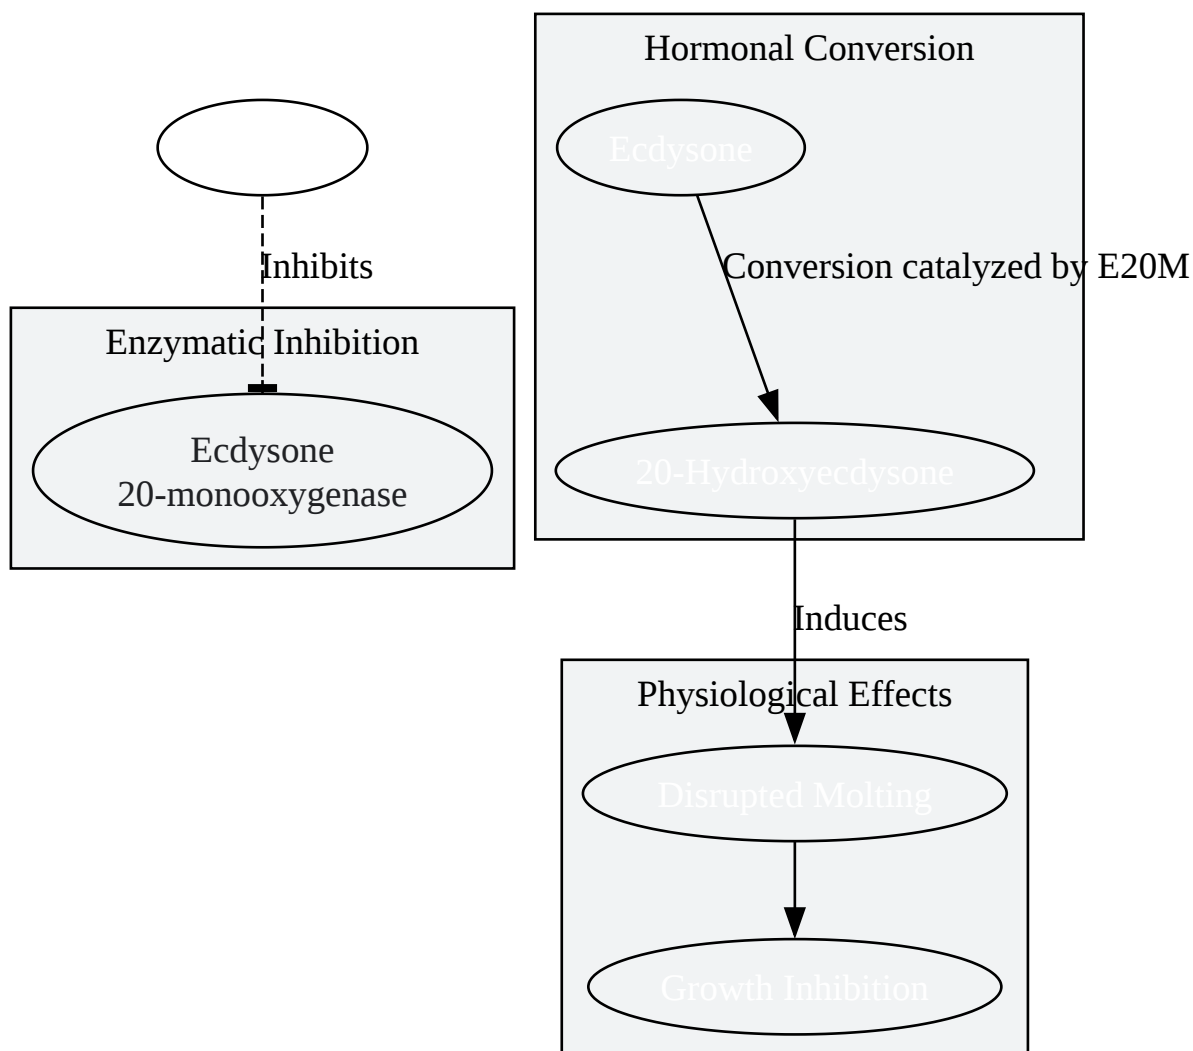 Hormonal Conversion
Ecdysone
Inhibits
Conversion catalyzed by E20M
Enzymatic Inhibition
Ecdysone
20-monooxygenase
20-Hydroxyecdysone
Induces
Physiological Effects
Disrupted Molting
Growth Inhibition